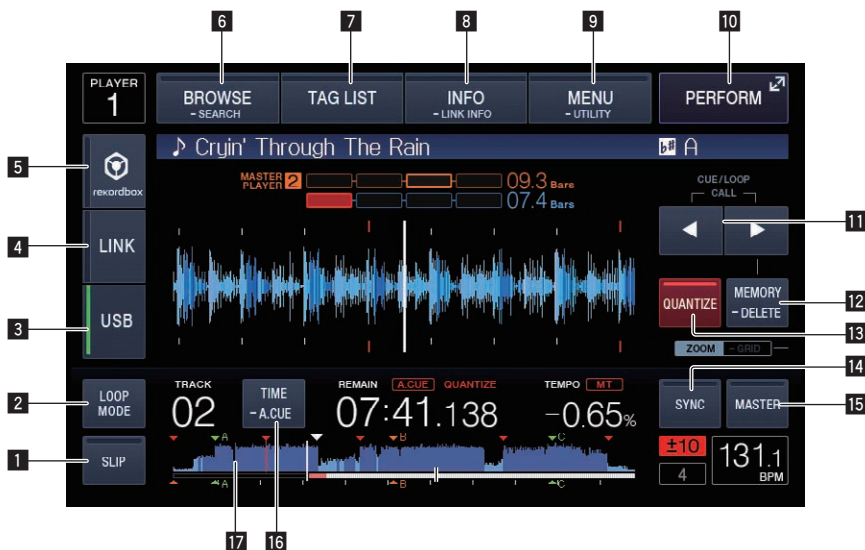 6 7 8 9 10
PLAYER
1
BROWSE
- SEARCH
TAG LIST
INFO
- LINK INFO
MENU
- UTILITY
PERFORM
♪ Cryin' Through The Rain
b# A
5
rekordbox
MASTER
PLAYER 2
09.3 Bars
07.4 Bars
CUE/LOOP
CALL
11
4
LINK
3
USB
QUANTIZE
MEMORY
- DELETE
12
13
ZOOM - GRID
14
2
LOOP
MODE
TRACK
02
TIME
- A.CUE
REMAIN A.CUE QUANTIZE
07:41.138
TEMPO MT
-0.65%
SYNC
MASTER
15
A B C
1
SLIP
±10
4
131.1
BPM
A B C
17 16